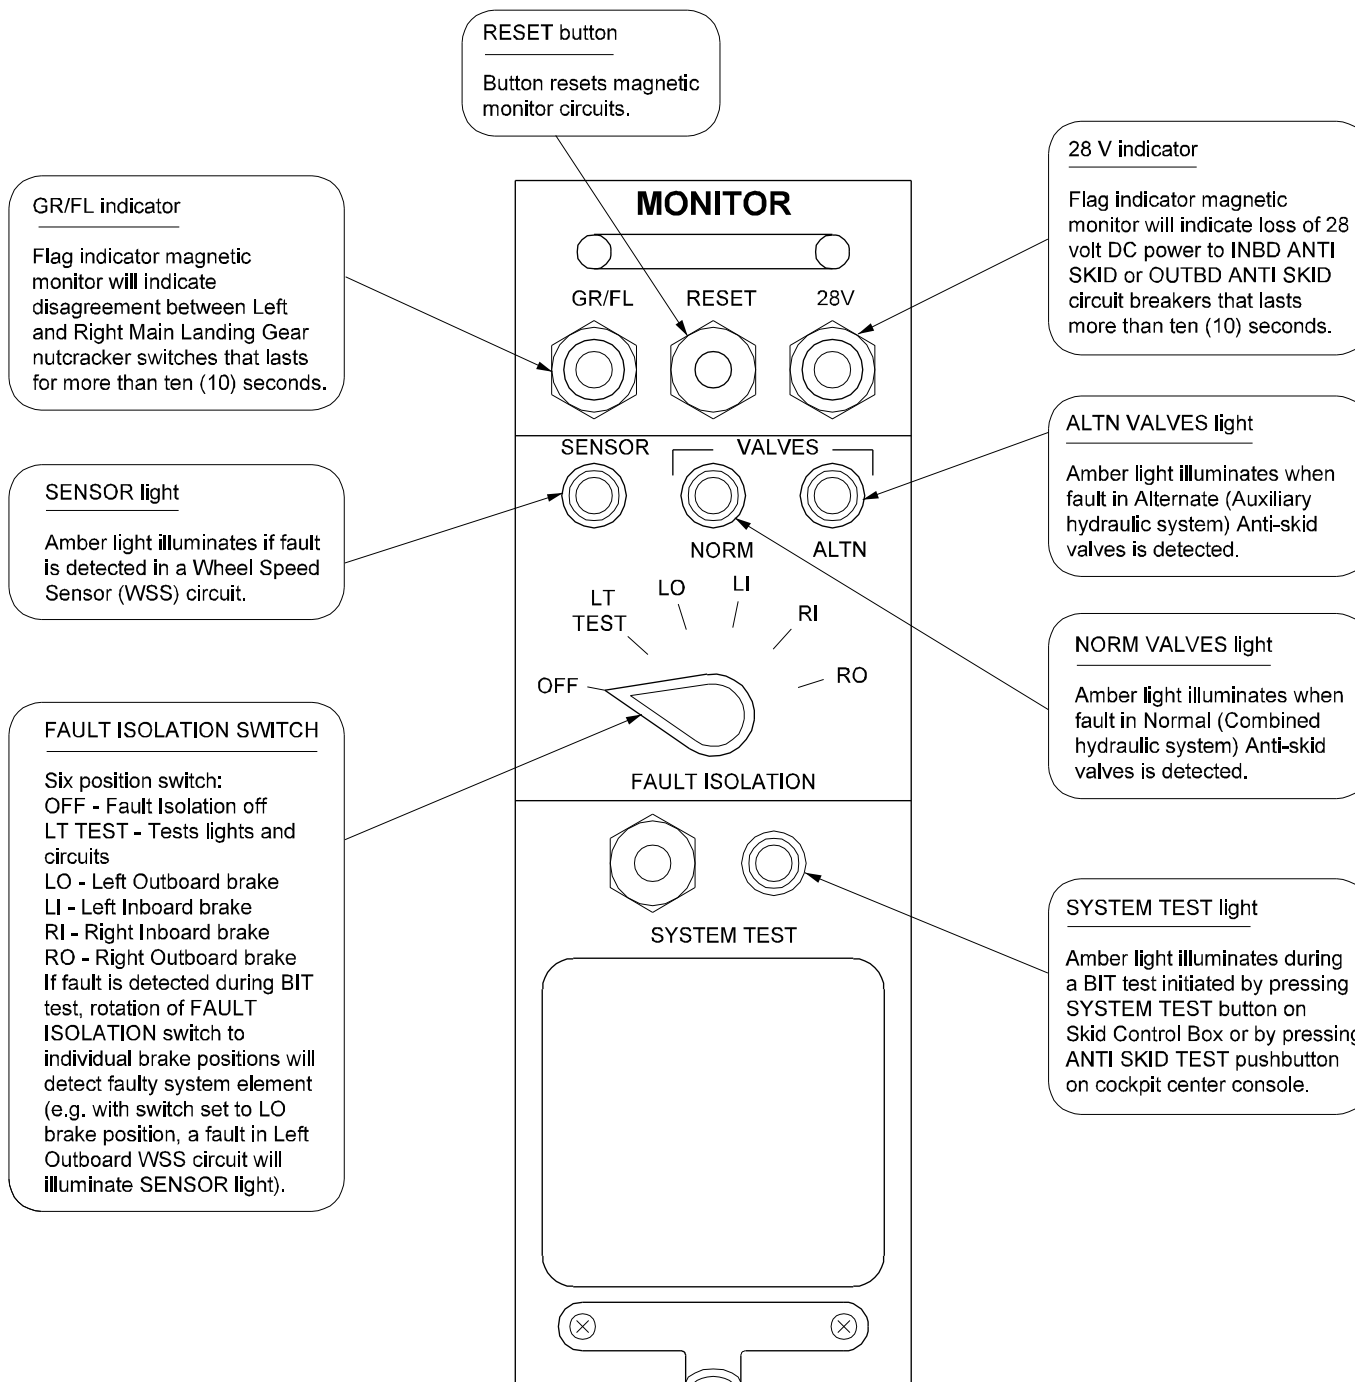 RESET button
Button resets magnetic
monitor circuits.
GR/FL indicator
Flag indicator magnetic
monitor will indicate
disagreement between Left
and Right Main Landing Gear
nutcracker switches that lasts
for more than ten (10) seconds.
SENSOR light
Amber light illuminates if fault
is detected in a Wheel Speed
Sensor (WSS) circuit.
FAULT ISOLATION SWITCH
Six position switch:
OFF - Fault Isolation off
LT TEST - Tests lights and
circuits
LO - Left Outboard brake
LI - Left Inboard brake
RI - Right Inboard brake
RO - Right Outboard brake
If fault is detected during BIT
test, rotation of FAULT
ISOLATION switch to
individual brake positions will
detect faulty system element
(e.g. with switch set to LO
brake position, a fault in Left
Outboard WSS circuit will
illuminate SENSOR light).
MONITOR
GR/FL RESET 28V
SENSOR VALVES
NORM ALTN
LT
TEST
LO
LI
RI
RO
OFF
FAULT ISOLATION
SYSTEM TEST
28 V indicator
Flag indicator magnetic
monitor will indicate loss of 28
volt DC power to INBD ANTI
SKID or OUTBD ANTI SKID
circuit breakers that lasts
more than ten (10) seconds.
ALTN VALVES light
Amber light illuminates when
fault in Alternate (Auxiliary
hydraulic system) Anti-skid
valves is detected.
NORM VALVES light
Amber light illuminates when
fault in Normal (Combined
hydraulic system) Anti-skid
valves is detected.
SYSTEM TEST light
Amber light illuminates during
a BIT test initiated by pressing
SYSTEM TEST button on
Skid Control Box or by pressing
ANTI SKID TEST pushbutton
on cockpit center console.